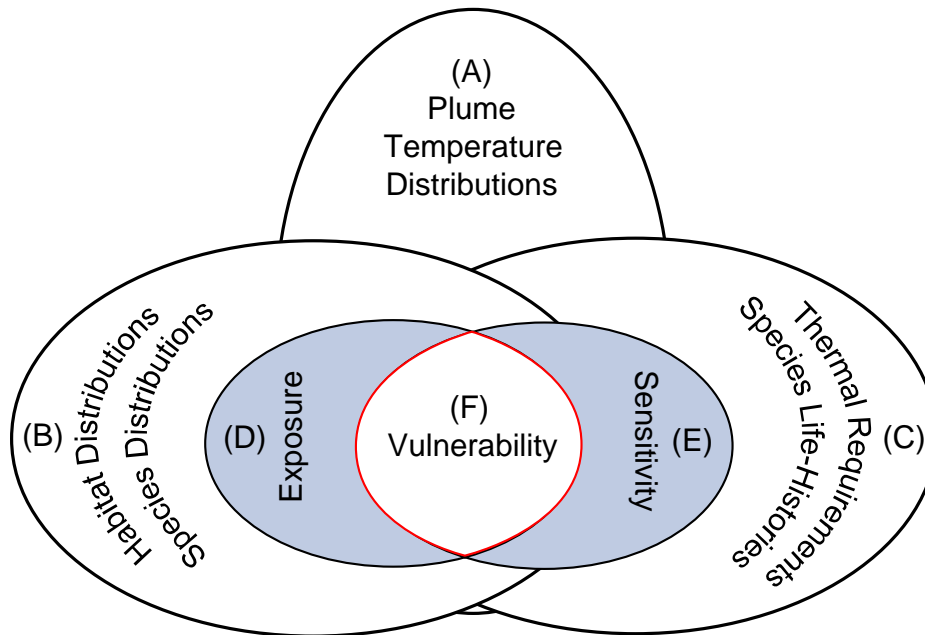 (A)
Plume
Temperature
Distributions
(B)
Habitat Distributions
Species Distributions
(D)
Exposure
(F)
Vulnerability
Sensitivity
(E)
Thermal Requirements
Species Life-Histories
(C)